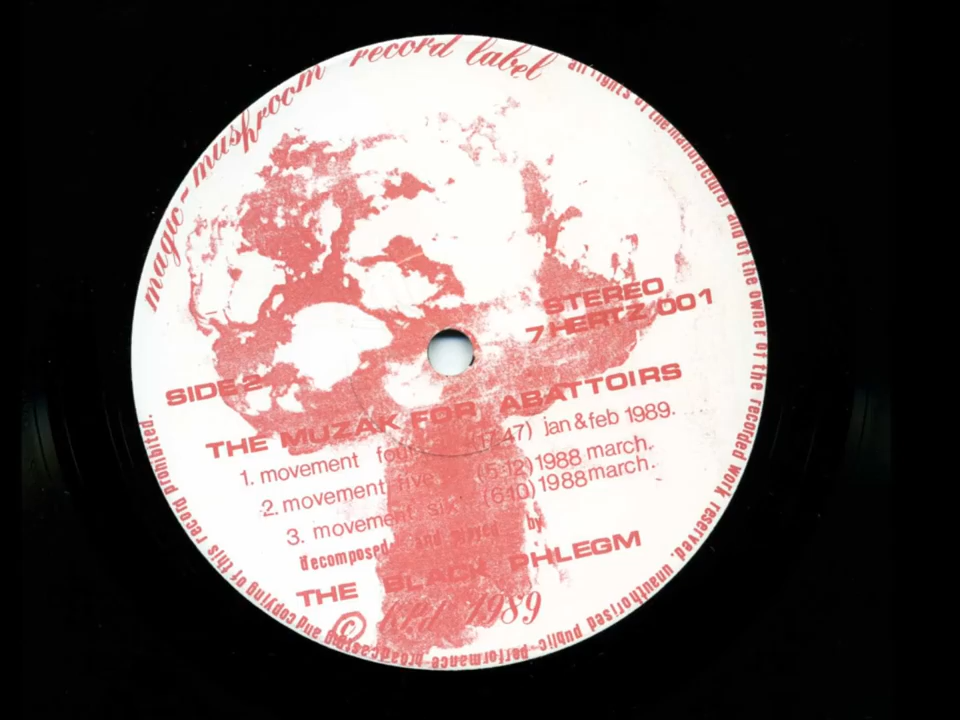 magic-mushroom record label
all rights of the manufacturer and of the owner of the recorded work reserved. unauthorised public performance broadcasting and copying of this record prohibited.
STEREO
7 HERTZ 001
SIDE 2
THE MUZAK FOR ABATTOIRS
1. movement four jan & feb 1989.
2. movement five (5:12) 1988 march.
3. movement six. (6:10) 1988 march.
decomposed and played by
THE BLACK PHLEGM
© 1989